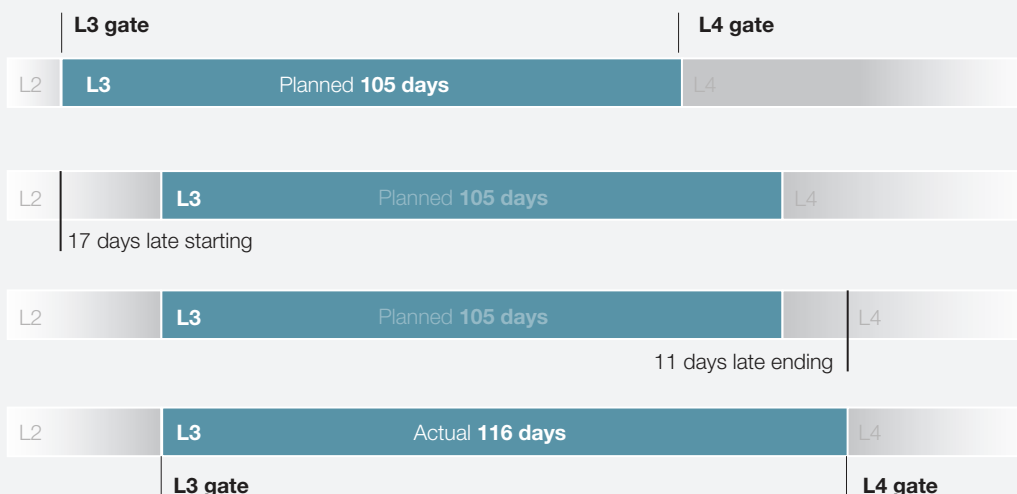 L3 gate L4 gate
L2 L3 Planned 105 days L4
L2 L3 Planned 105 days L4
17 days late starting
L2 L3 Planned 105 days L4
11 days late ending
L2 L3 Actual 116 days L4
L3 gate L4 gate